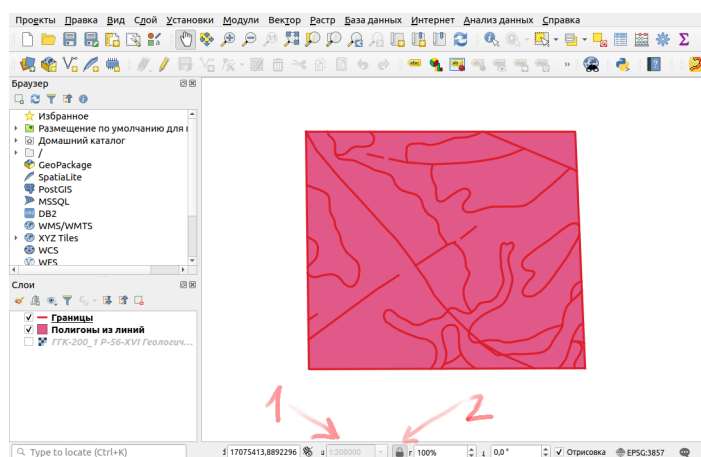 Проекты Правка Вид Слой Установки Модули Вектор Растр База данных Интернет Анализ данных Справка
Браузер
Избранное
Размещение по умолчанию для г
Домашний каталог
/
GeoPackage
SpatiaLite
PostGIS
MSSQL
DB2
WMS/WMTS
XYZ Tiles
WCS
WFS
Слои
Границы
Полигоны из линий
ГГК-200_1 P-56-XVI Геологич...
1 2
Type to locate (Ctrl+K) 17075413,8892296 1:200000 100% 0,0° Отрисовка EPSG:3857